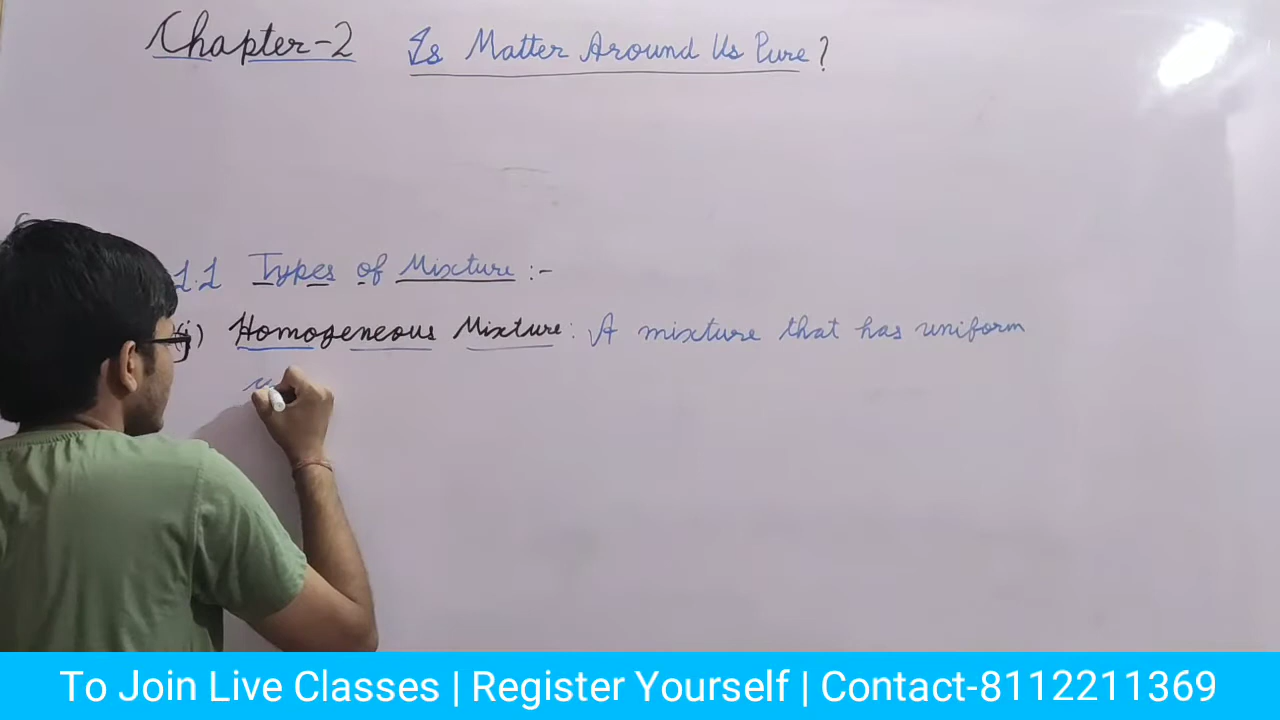 Chapter-2 Is Matter Around Us Pure?
1.1 Types of Mixture :-
(i) Homogeneous Mixture: A mixture that has uniform
To Join Live Classes | Register Yourself | Contact-8112211369